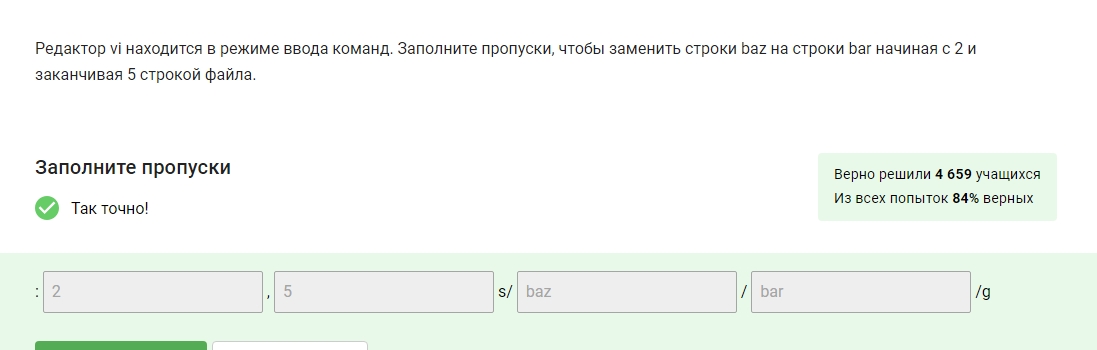 Редактор vi находится в режиме ввода команд. Заполните пропуски, чтобы заменить строки baz на строки bar начиная с 2 и
заканчивая 5 строкой файла.
Заполните пропуски
Верно решили 4 659 учащихся
Из всех попыток 84% верных
Так точно!
: 2 , 5 s/ baz / bar /g